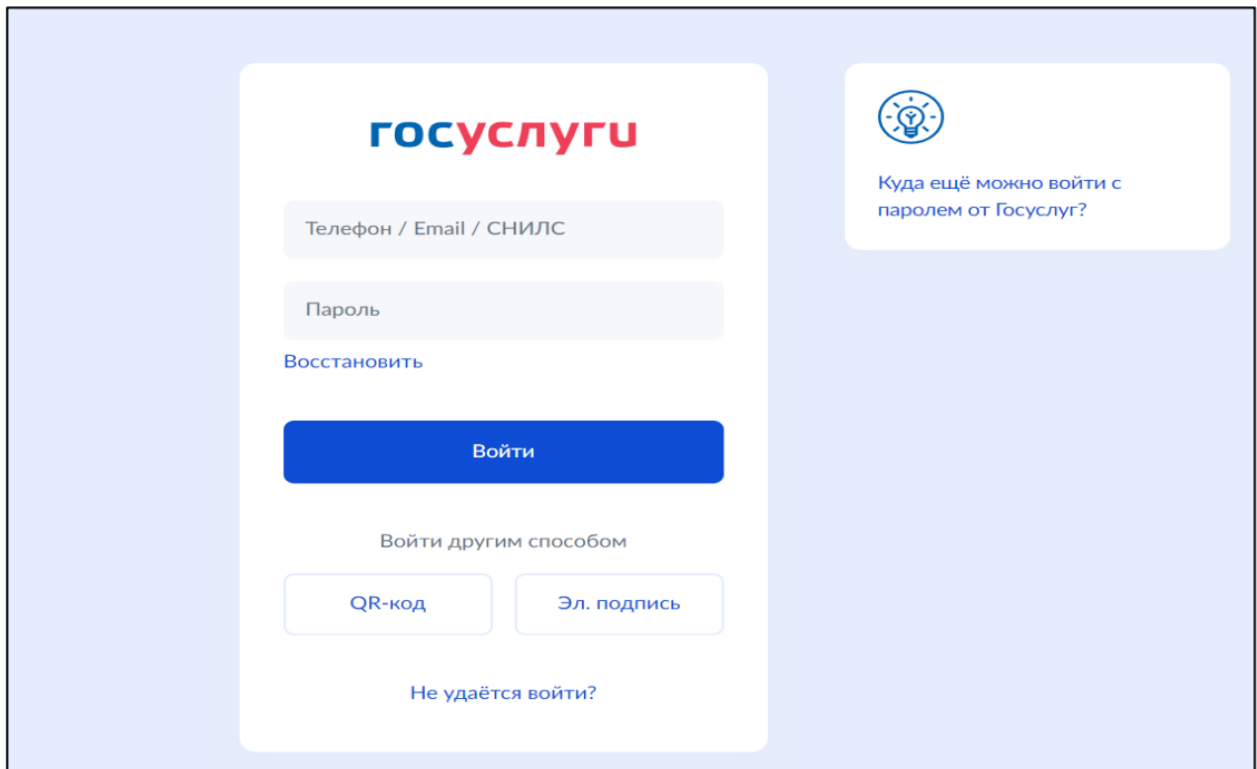 госуслуги
Телефон / Email / СНИЛС
Пароль
Восстановить
Войти
Войти другим способом
QR-код
Эл. подпись
Не удаётся войти?
Куда ещё можно войти с
паролем от Госуслуг?